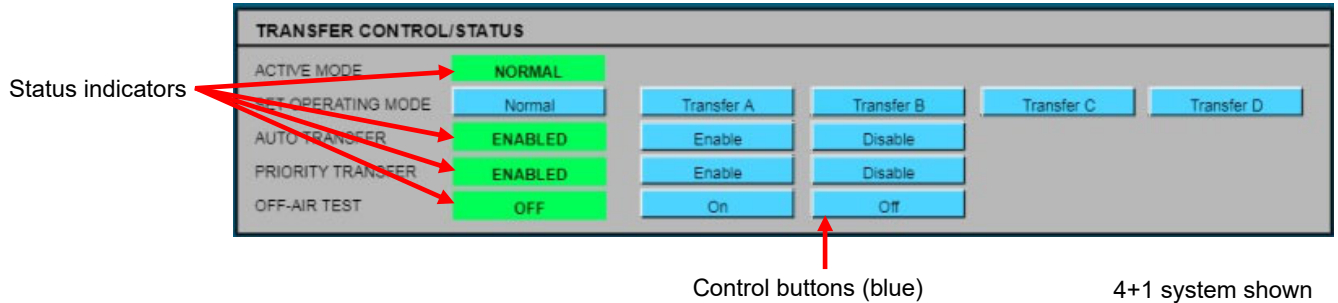 TRANSFER CONTROL/STATUS
ACTIVE MODE NORMAL
Status indicators
SET OPERATING MODE Normal Transfer A Transfer B Transfer C Transfer D
AUTO TRANSFER ENABLED Enable Disable
PRIORITY TRANSFER ENABLED Enable Disable
OFF-AIR TEST OFF On Off
Control buttons (blue) 4+1 system shown